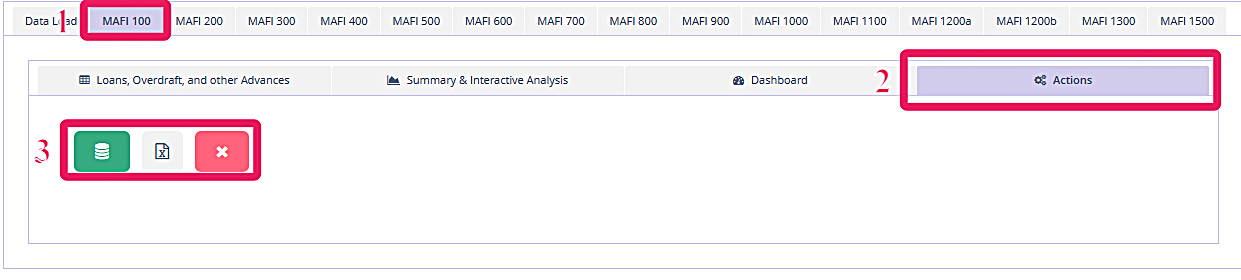 Data Load MAFI 100 MAFI 200 MAFI 300 MAFI 400 MAFI 500 MAFI 600 MAFI 700 MAFI 800 MAFI 900 MAFI 1000 MAFI 1100 MAFI 1200a MAFI 1200b MAFI 1300 MAFI 1500
1
Loans, Overdraft, and other Advances Summary & Interactive Analysis Dashboard 2 Actions
3 X